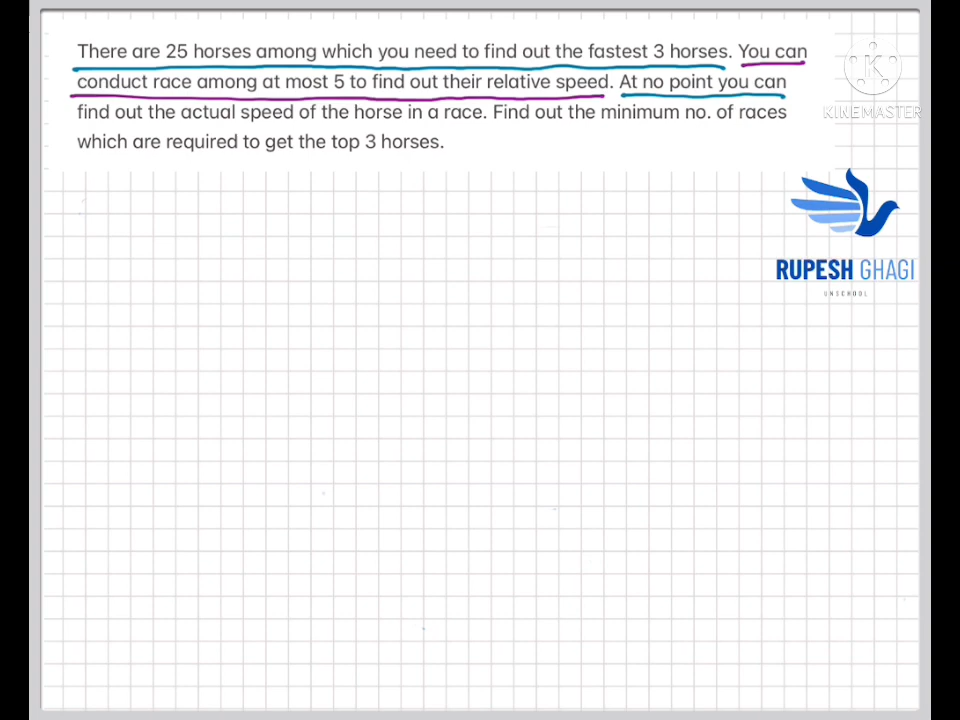 There are 25 horses among which you need to find out the fastest 3 horses. You can
conduct race among at most 5 to find out their relative speed. At no point you can
find out the actual speed of the horse in a race. Find out the minimum no. of races
which are required to get the top 3 horses.
K
KINEMASTER
RUPESH GHAGI
UNSCHOOL